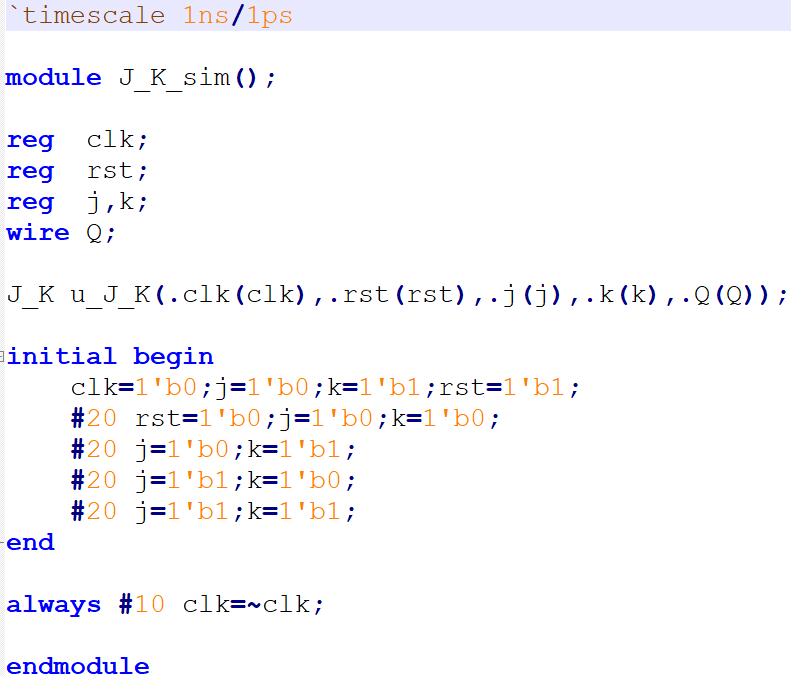 `timescale 1ns/1ps
module J_K_sim();
reg  clk;
reg  rst;
reg  j,k;
wire Q;
J_K u_J_K(.clk(clk),.rst(rst),.j(j),.k(k),.Q(Q));
initial begin
    clk=1'b0;j=1'b0;k=1'b1;rst=1'b1;
    #20 rst=1'b0;j=1'b0;k=1'b0;
    #20 j=1'b0;k=1'b1;
    #20 j=1'b1;k=1'b0;
    #20 j=1'b1;k=1'b1;
end
always #10 clk=~clk;
endmodule